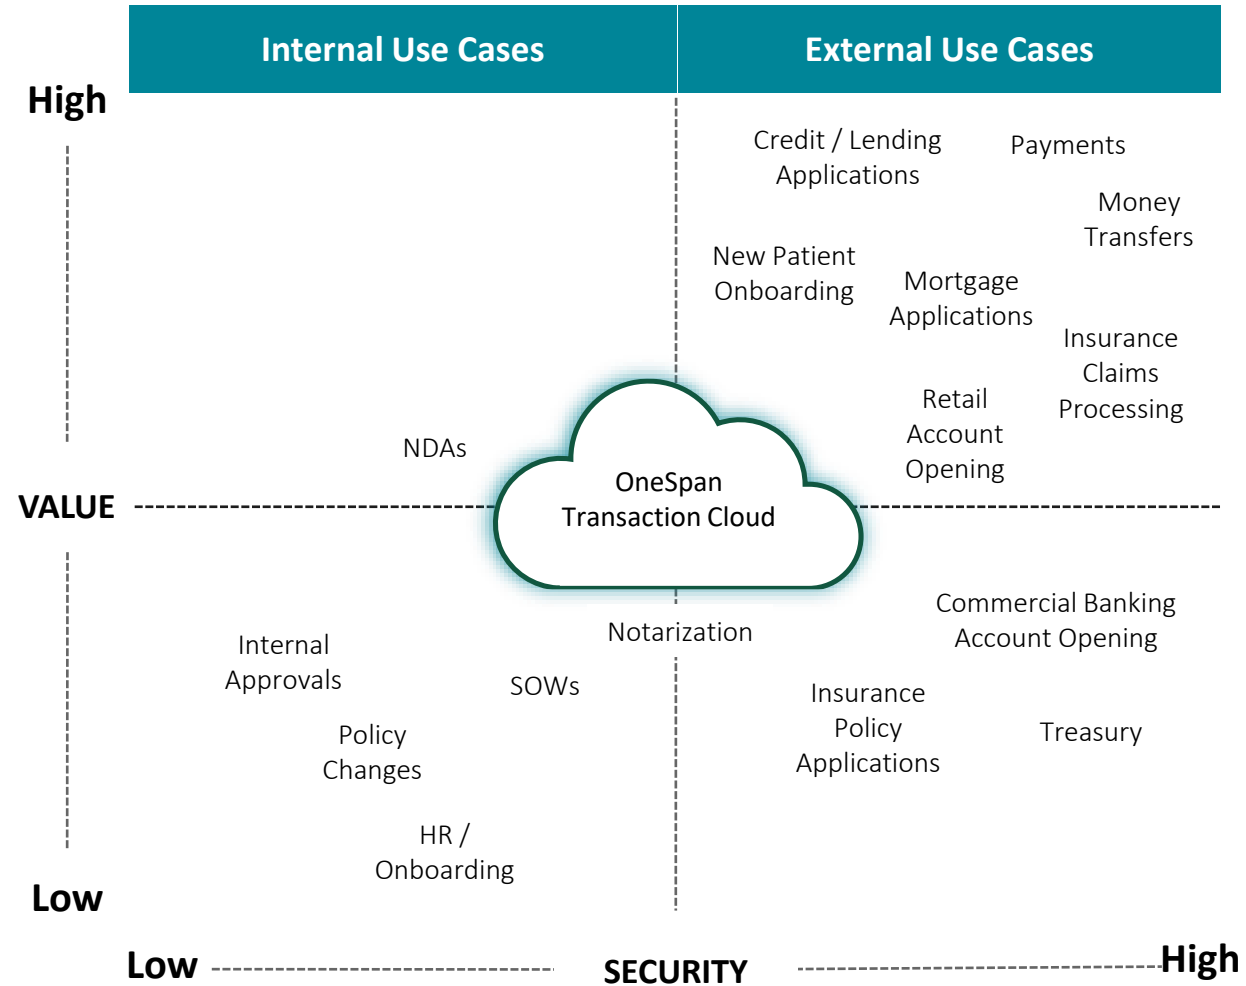 Internal Use Cases
External Use Cases
High
Credit / Lending
Applications
Payments
Money
Transfers
New Patient
Onboarding
Mortgage
Applications
Insurance
Claims
Processing
Retail
Account
Opening
NDAs
OneSpan
Transaction Cloud
VALUE
Commercial Banking
Account Opening
Notarization
Internal
Approvals
SOWs
Insurance
Policy
Applications
Treasury
Policy
Changes
HR /
Onboarding
Low
Low
SECURITY
High